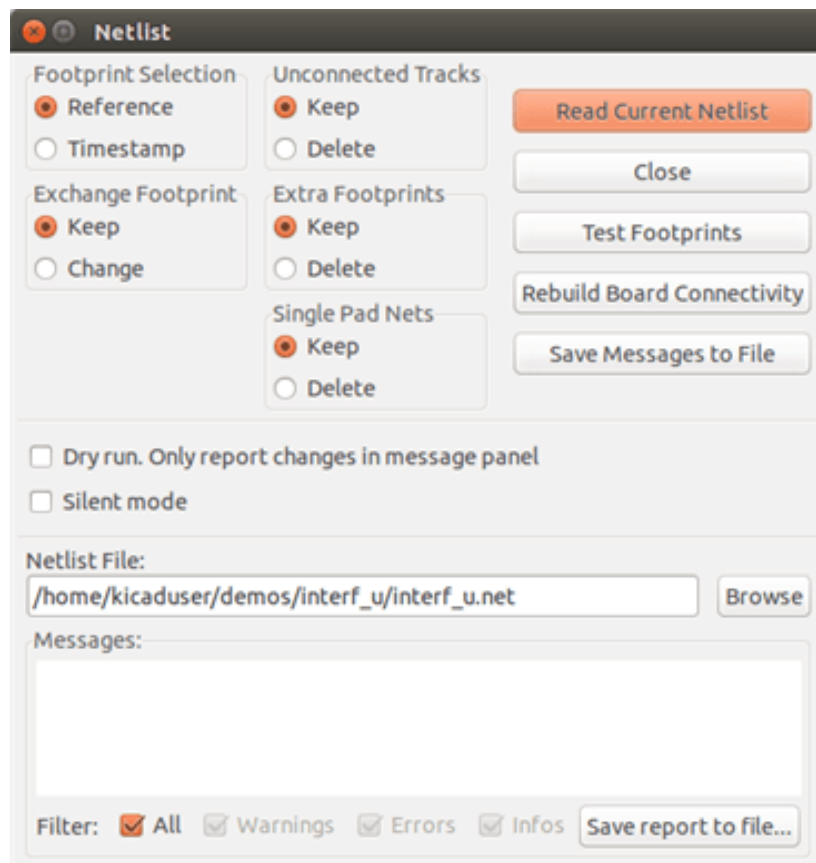 Netlist
Footprint Selection
Reference
Timestamp
Exchange Footprint
Keep
Change
Unconnected Tracks
Keep
Delete
Extra Footprints
Keep
Delete
Single Pad Nets
Keep
Delete
Read Current Netlist
Close
Test Footprints
Rebuild Board Connectivity
Save Messages to File
Dry run. Only report changes in message panel
Silent mode
Netlist File:
/home/kicaduser/demos/interf_u/interf_u.net
Browse
Messages:
Filter: All Warnings Errors Infos Save report to file...